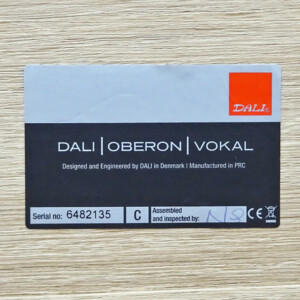 DALI
DALI | OBERON | VOKAL
Designed and Engineered by DALI in Denmark | Manufactured in PRC
Serial no: 6482135 C Assembled and inspected by:
CE